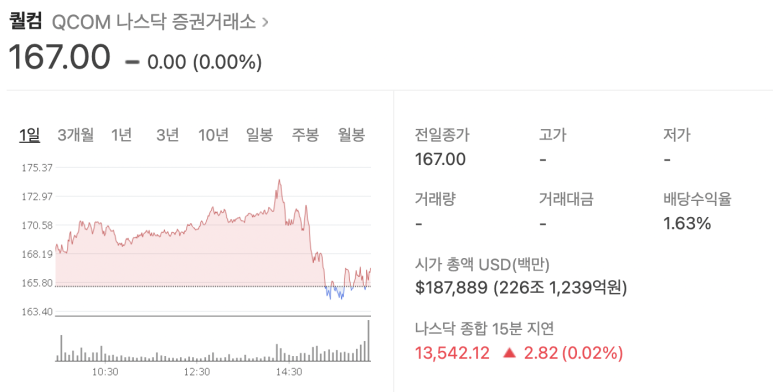 퀄컴 QCOM 나스닥 증권거래소 >
167.00 - 0.00 (0.00%)
1일 3개월 1년 3년 10년 일봉 주봉 월봉
175.37
172.97
170.58
168.19
165.80
163.40
10:30 12:30 14:30
전일종가 고가 저가
167.00 - -
거래량 거래대금 배당수익률
- - 1.63%
시가 총액 USD(백만)
$187,889 (226조 1,239억원)
나스닥 종합 15분 지연
13,542.12 ▲ 2.82 (0.02%)